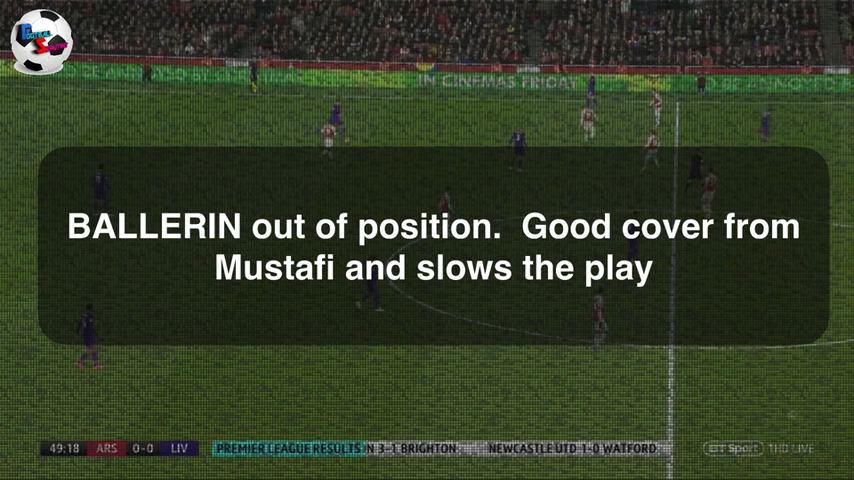 FOOTBALL
IN CINEMAS FRIDAY
BALLERIN out of position.  Good cover from
Mustafi and slows the play
49:18 ARS 0-0 LIV PREMIER LEAGUE RESULTS N 3-1 BRIGHTON NEWCASTLE UTD 1-0 WATFORD BT Sport 1HD LIVE